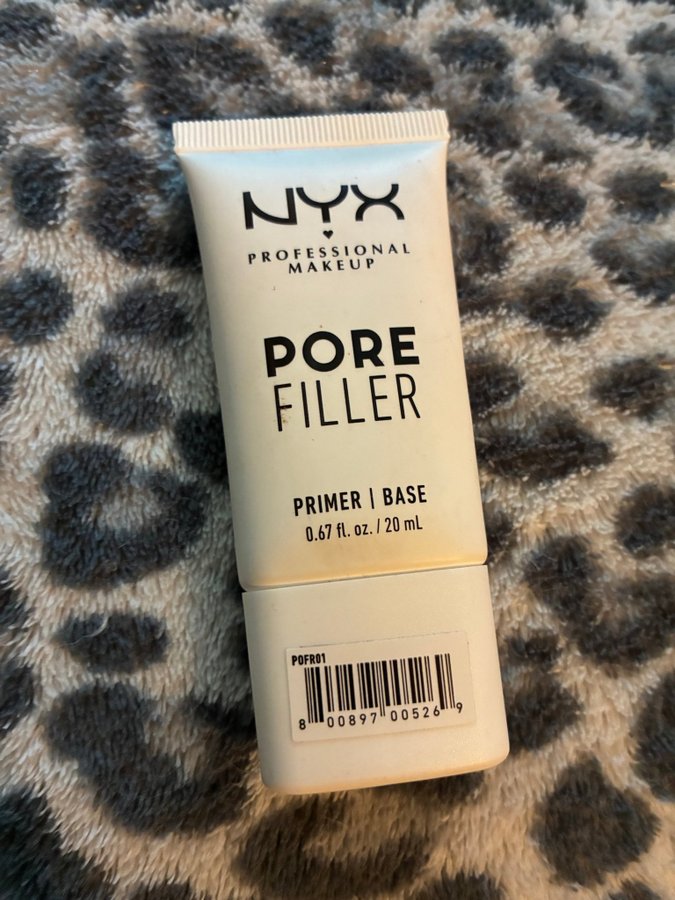 NYX
PROFESSIONAL
MAKEUP
PORE
FILLER
PRIMER | BASE
0.67 fl. oz. / 20 mL
POFR01
8 00897 00526 9